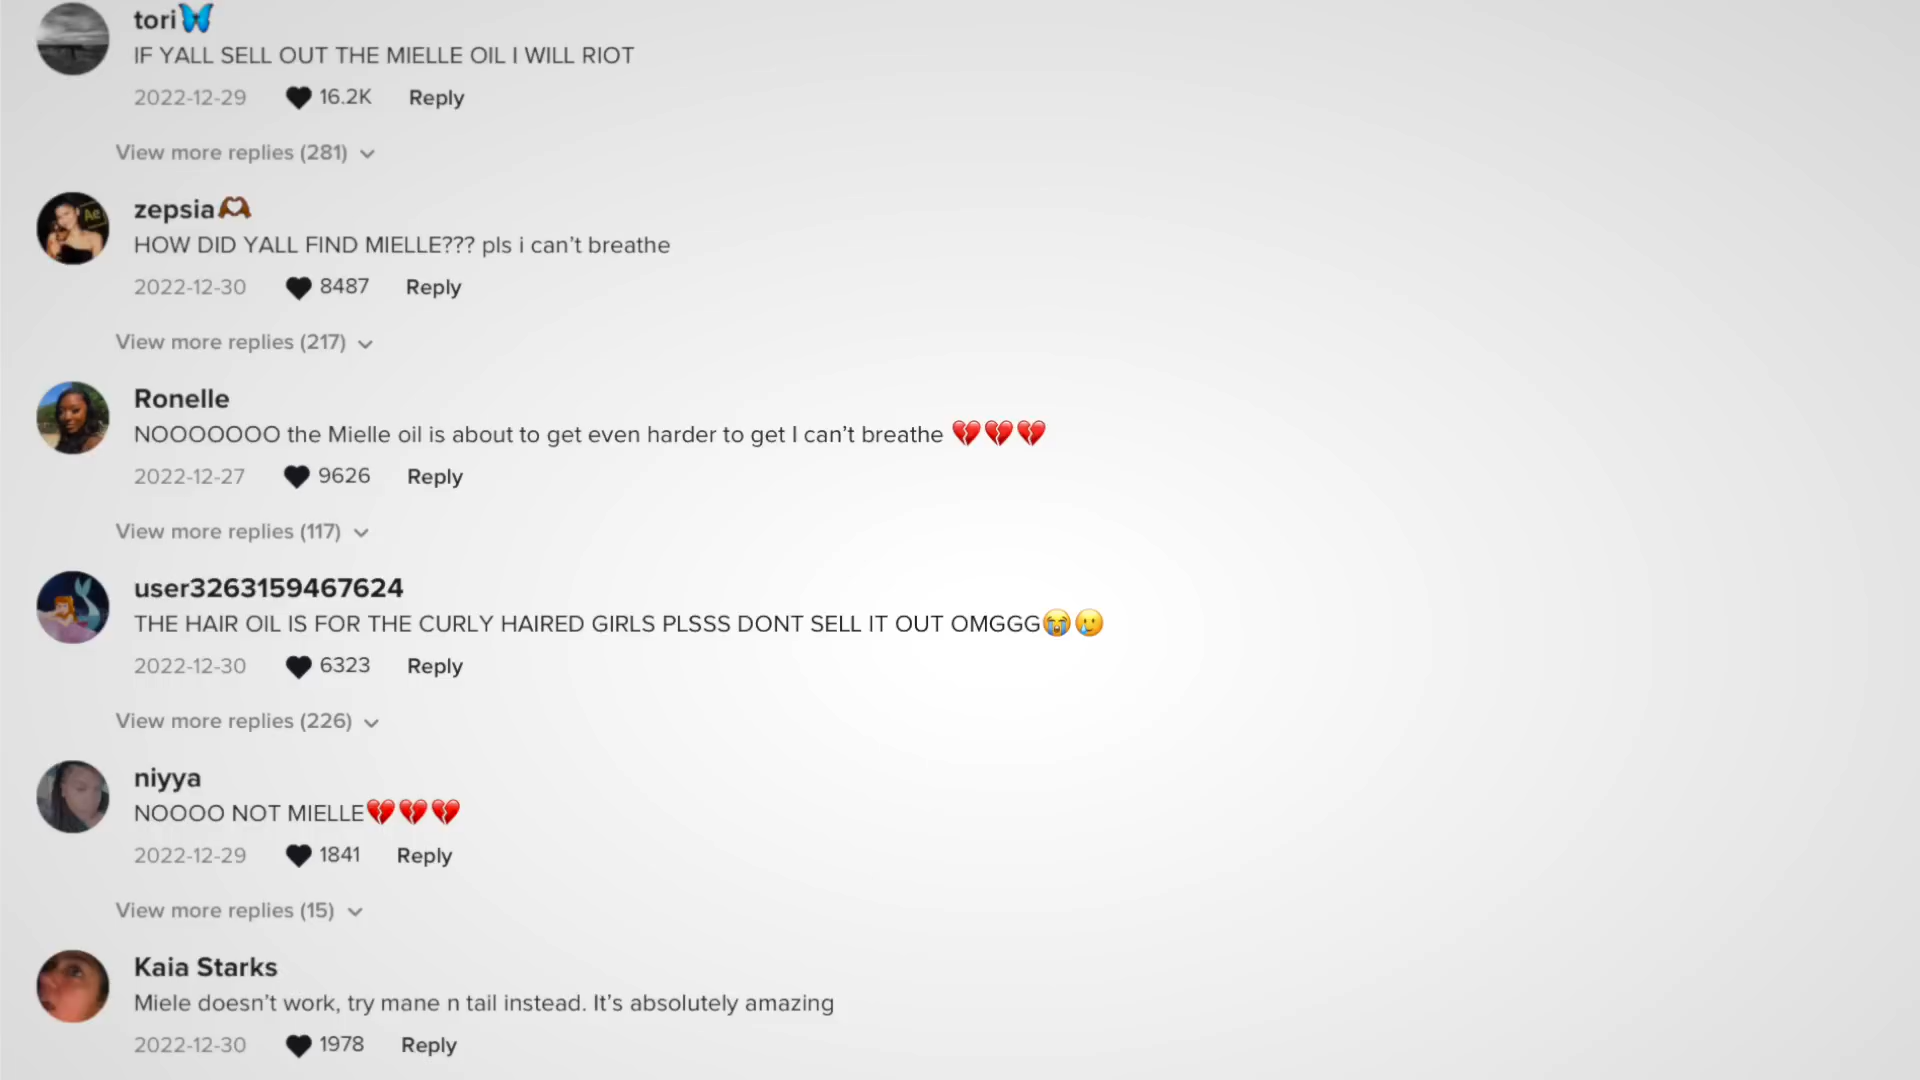 tori🦋
IF YALL SELL OUT THE MIELLE OIL I WILL RIOT
2022-12-29 16.2K Reply
View more replies (281)
Ae
zepsia🫶🏾
HOW DID YALL FIND MIELLE??? pls i can’t breathe
2022-12-30 8487 Reply
View more replies (217)
Ronelle
NOOOOOOO the Mielle oil is about to get even harder to get I can’t breathe 💔💔💔
2022-12-27 9626 Reply
View more replies (117)
user3263159467624
THE HAIR OIL IS FOR THE CURLY HAIRED GIRLS PLSSS DONT SELL IT OUT OMGGG😭🥲
2022-12-30 6323 Reply
View more replies (226)
niyya
NOOOO NOT MIELLE💔💔💔
2022-12-29 1841 Reply
View more replies (15)
Kaia Starks
Miele doesn’t work, try mane n tail instead. It’s absolutely amazing
2022-12-30 1978 Reply